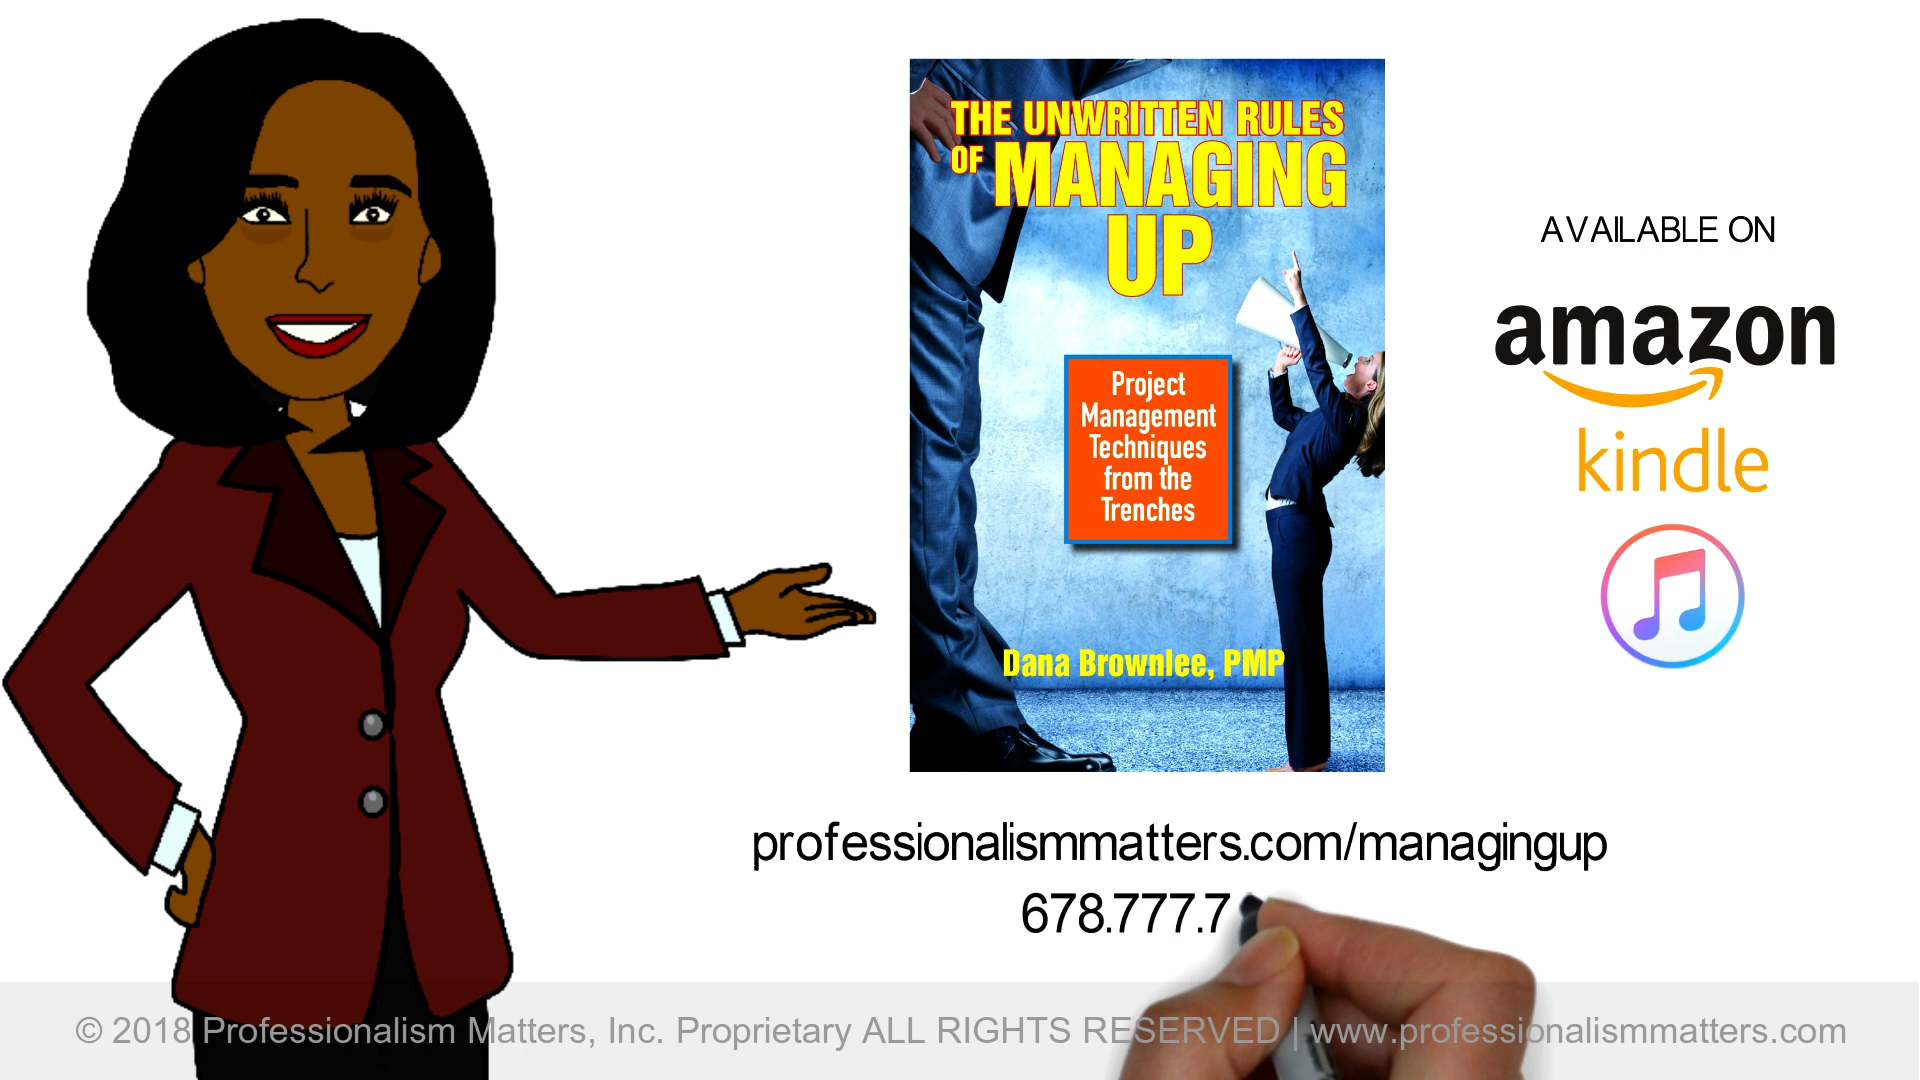 THE UNWRITTEN RULES
OF MANAGING
UP
Project
Management
Techniques
from the
Trenches
Dana Brownlee, PMP
AVAILABLE ON
amazon
kindle
professionalismmatters.com/managingup
678.777.7
© 2018 Professionalism Matters, Inc. Proprietary ALL RIGHTS RESERVED | www.professionalismmatters.com